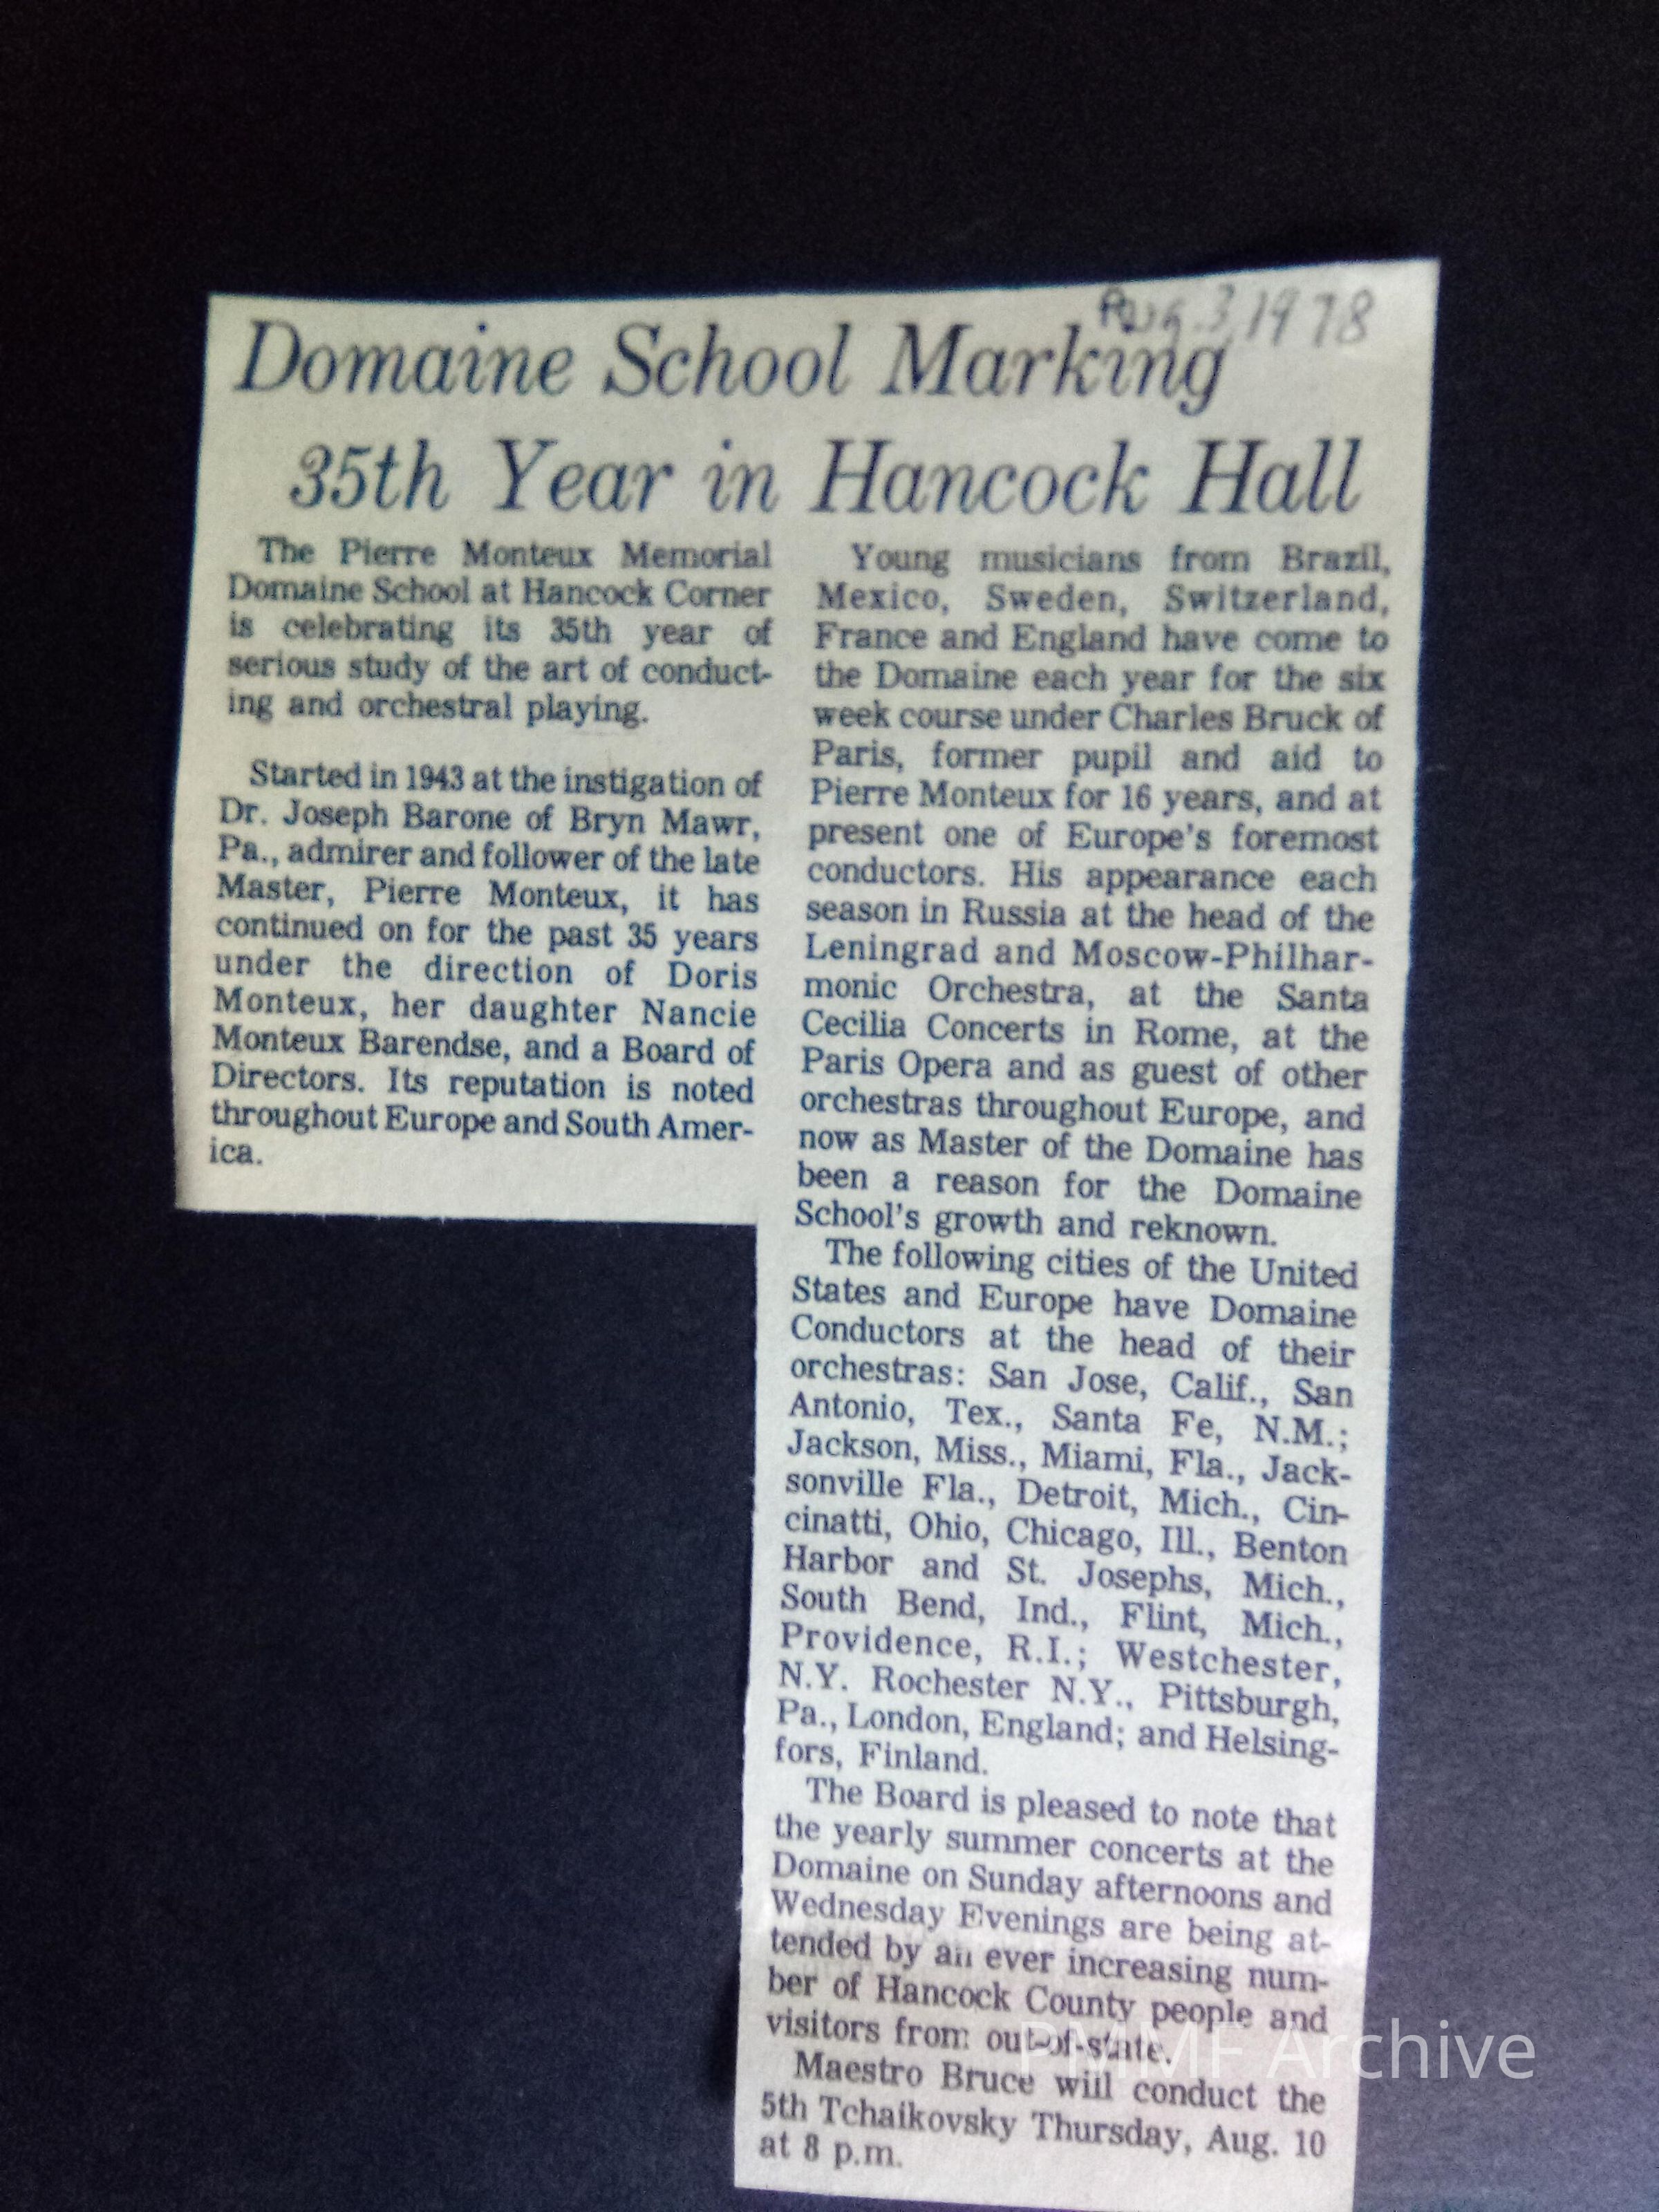 Aug. 3, 1978
Domaine School Marking
35th Year in Hancock Hall
The Pierre Monteux Memorial
Domaine School at Hancock Corner
is celebrating its 35th year of
serious study of the art of conduct-
ing and orchestral playing.
Started in 1943 at the instigation of
Dr. Joseph Barone of Bryn Mawr,
Pa., admirer and follower of the late
Master, Pierre Monteux, it has
continued on for the past 35 years
under the direction of Doris
Monteux, her daughter Nancie
Monteux Barendse, and a Board of
Directors. Its reputation is noted
throughout Europe and South Amer-
ica.
Young musicians from Brazil,
Mexico, Sweden, Switzerland,
France and England have come to
the Domaine each year for the six
week course under Charles Bruck of
Paris, former pupil and aid to
Pierre Monteux for 16 years, and at
present one of Europe's foremost
conductors. His appearance each
season in Russia at the head of the
Leningrad and Moscow-Philhar-
monic Orchestra, at the Santa
Cecilia Concerts in Rome, at the
Paris Opera and as guest of other
orchestras throughout Europe, and
now as Master of the Domaine has
been a reason for the Domaine
School's growth and reknown.
The following cities of the United
States and Europe have Domaine
Conductors at the head of their
orchestras: San Jose, Calif., San
Antonio, Tex., Santa Fe, N.M.;
Jackson, Miss., Miami, Fla., Jack-
sonville Fla., Detroit, Mich., Cin-
cinatti, Ohio, Chicago, Ill., Benton
Harbor and St. Josephs, Mich.,
South Bend, Ind., Flint, Mich.,
Providence, R.I.; Westchester,
N.Y. Rochester N.Y., Pittsburgh,
Pa., London, England; and Helsing-
fors, Finland.
The Board is pleased to note that
the yearly summer concerts at the
Domaine on Sunday afternoons and
Wednesday Evenings are being at-
tended by an ever increasing num-
ber of Hancock County people and
visitors from out-of-state.
Maestro Bruce will conduct the
5th Tchaikovsky Thursday, Aug. 10
at 8 p.m.
PMMF Archive